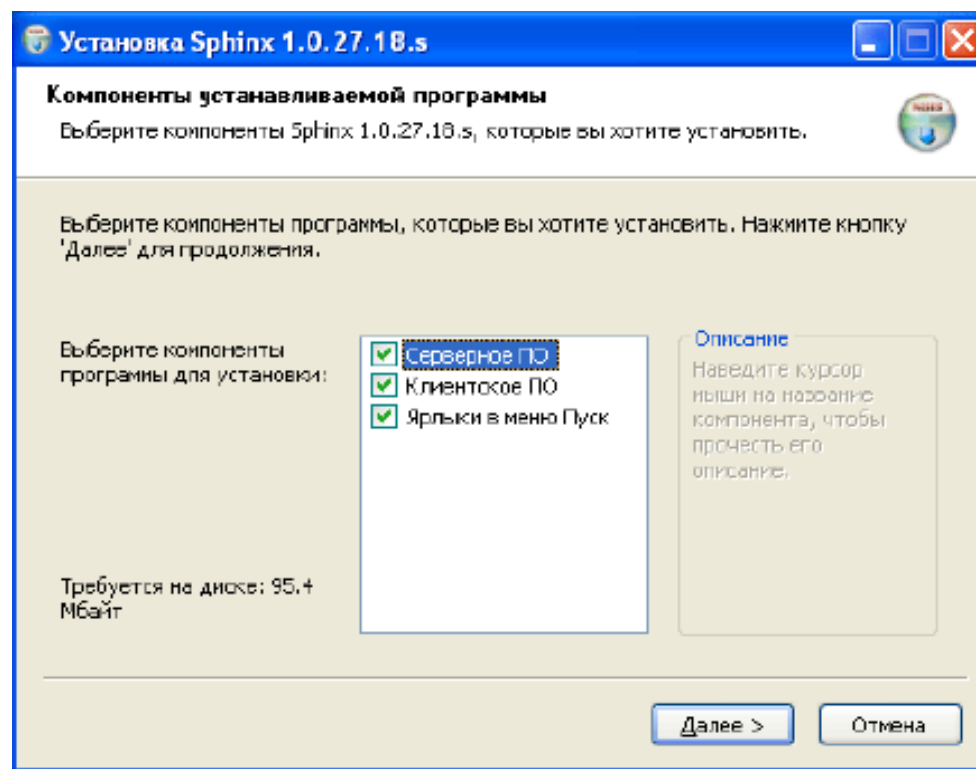 Установка Sphinx 1.0.27.18.s
Компоненты устанавливаемой программы
Выберите компоненты Sphinx 1.0.27.18.s, которые вы хотите установить.
Выберите компоненты программы, которые вы хотите установить. Нажмите кнопку
'Далее' для продолжения.
Выберите компоненты
программы для установки:
Серверное ПО
Клиентское ПО
Ярлыки в меню Пуск
Описание
Наведите курсор
мыши на название
компонента, чтобы
прочесть его
описание.
Требуется на диске: 95.4
Мбайт
Далее >
Отмена